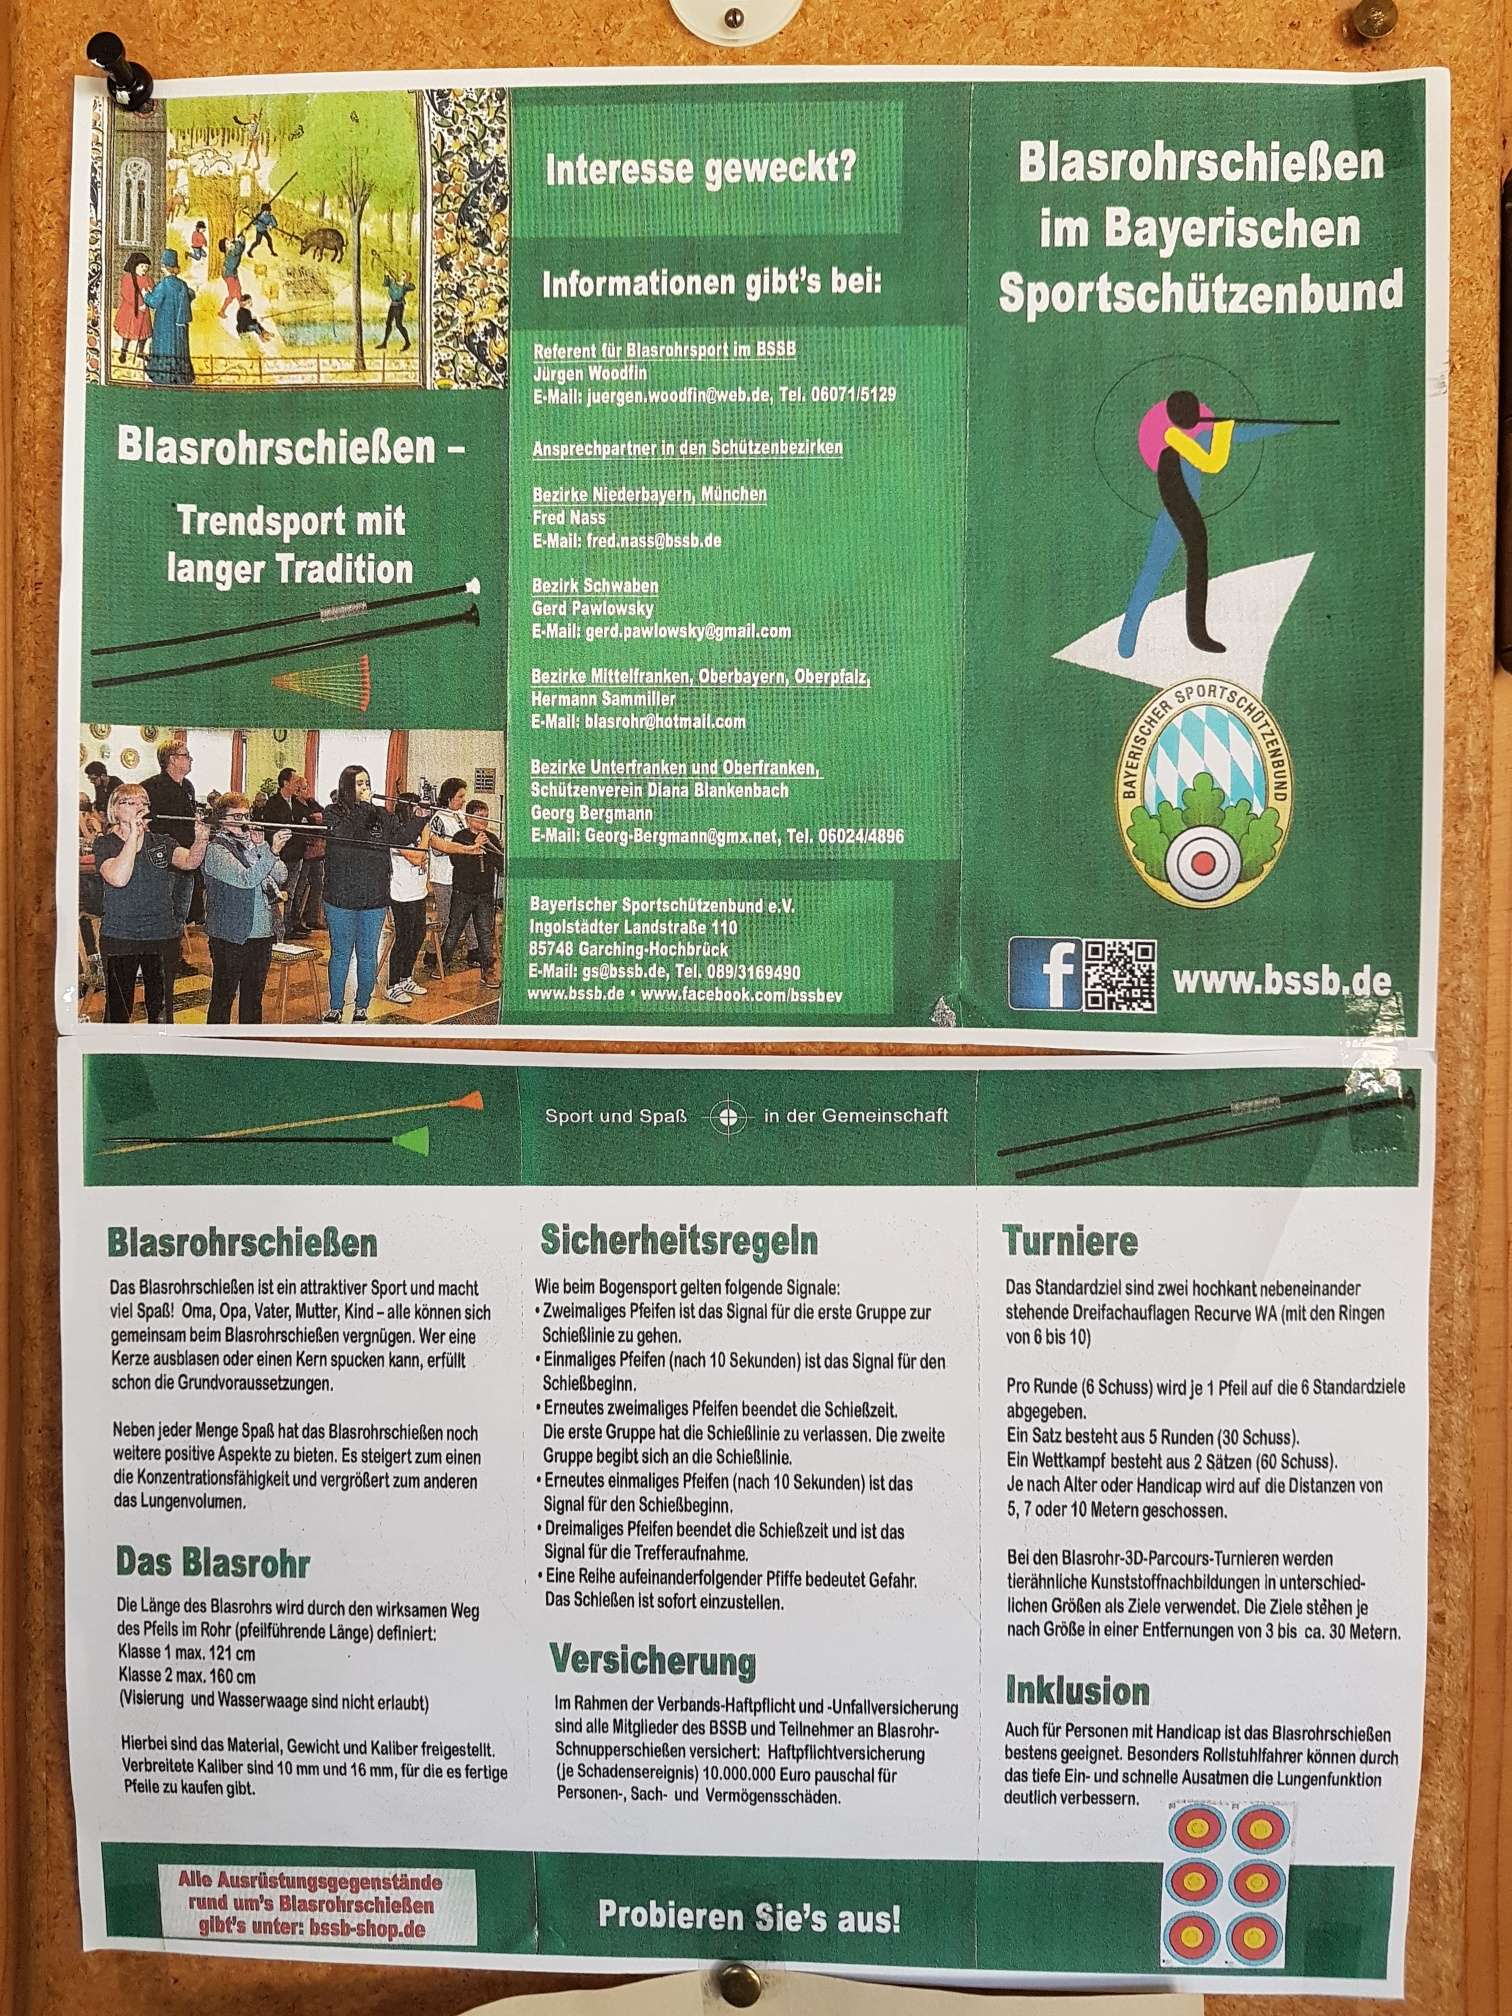 Blasrohrschießen –
Trendsport mit
langer Tradition
Interesse geweckt?
Informationen gibt's bei:
Referent für Blasrohrsport im BSSB
Jürgen Woodfin
E-Mail: juergen.woodfin@web.de, Tel. 06071/5129
Ansprechpartner in den Schützenbezirken
Bezirke Niederbayern, München
Fred Nass
E-Mail: fred.nass@bssb.de
Bezirk Schwaben
Gerd Pawlowsky
E-Mail: gerd.pawlowsky@gmail.com
Bezirke Mittelfranken, Oberbayern, Oberpfalz,
Hermann Sammiller
E-Mail: blasrohr@hotmail.com
Bezirke Unterfranken und Oberfranken,
Schützenverein Diana Blankenbach
Georg Bergmann
E-Mail: Georg-Bergmann@gmx.net, Tel. 06024/4896
Bayerischer Sportschützenbund e.V.
Ingolstädter Landstraße 110
85748 Garching-Hochbrück
E-Mail: gs@bssb.de, Tel. 089/3169490
www.bssb.de • www.facebook.com/bssbev
Blasrohrschießen
im Bayerischen
Sportschützenbund
BAYERISCHER SPORTSCHÜTZENBUND
f
www.bssb.de
Sport und Spaß in der Gemeinschaft
Blasrohrschießen
Das Blasrohrschießen ist ein attraktiver Sport und macht
viel Spaß! Oma, Opa, Vater, Mutter, Kind – alle können sich
gemeinsam beim Blasrohrschießen vergnügen. Wer eine
Kerze ausblasen oder einen Kern spucken kann, erfüllt
schon die Grundvoraussetzungen.
Neben jeder Menge Spaß hat das Blasrohrschießen noch
weitere positive Aspekte zu bieten. Es steigert zum einen
die Konzentrationsfähigkeit und vergrößert zum anderen
das Lungenvolumen.
Das Blasrohr
Die Länge des Blasrohrs wird durch den wirksamen Weg
des Pfeils im Rohr (pfeilführende Länge) definiert:
Klasse 1 max. 121 cm
Klasse 2 max. 160 cm
(Visierung und Wasserwaage sind nicht erlaubt)
Hierbei sind das Material, Gewicht und Kaliber freigestellt.
Verbreitete Kaliber sind 10 mm und 16 mm, für die es fertige
Pfeile zu kaufen gibt.
Alle Ausrüstungsgegenstände
rund um's Blasrohrschießen
gibt's unter: bssb-shop.de
Sicherheitsregeln
Wie beim Bogensport gelten folgende Signale:
• Zweimaliges Pfeifen ist das Signal für die erste Gruppe zur
Schießlinie zu gehen.
• Einmaliges Pfeifen (nach 10 Sekunden) ist das Signal für den
Schießbeginn.
• Erneutes zweimaliges Pfeifen beendet die Schießzeit.
Die erste Gruppe hat die Schießlinie zu verlassen. Die zweite
Gruppe begibt sich an die Schießlinie.
• Erneutes einmaliges Pfeifen (nach 10 Sekunden) ist das
Signal für den Schießbeginn.
• Dreimaliges Pfeifen beendet die Schießzeit und ist das
Signal für die Trefferaufnahme.
• Eine Reihe aufeinanderfolgender Pfiffe bedeutet Gefahr.
Das Schießen ist sofort einzustellen.
Versicherung
Im Rahmen der Verbands-Haftpflicht und -Unfallversicherung
sind alle Mitglieder des BSSB und Teilnehmer an Blasrohr-
Schnupperschießen versichert: Haftpflichtversicherung
(je Schadensereignis) 10.000.000 Euro pauschal für
Personen-, Sach- und Vermögensschäden.
Probieren Sie's aus!
Turniere
Das Standardziel sind zwei hochkant nebeneinander
stehende Dreifachauflagen Recurve WA (mit den Ringen
von 6 bis 10)
Pro Runde (6 Schuss) wird je 1 Pfeil auf die 6 Standardziele
abgegeben.
Ein Satz besteht aus 5 Runden (30 Schuss).
Ein Wettkampf besteht aus 2 Sätzen (60 Schuss).
Je nach Alter oder Handicap wird auf die Distanzen von
5, 7 oder 10 Metern geschossen.
Bei den Blasrohr-3D-Parcours-Turnieren werden
tierähnliche Kunststoffnachbildungen in unterschied-
lichen Größen als Ziele verwendet. Die Ziele stehen je
nach Größe in einer Entfernungen von 3 bis ca. 30 Metern.
Inklusion
Auch für Personen mit Handicap ist das Blasrohrschießen
bestens geeignet. Besonders Rollstuhlfahrer können durch
das tiefe Ein- und schnelle Ausatmen die Lungenfunktion
deutlich verbessern.